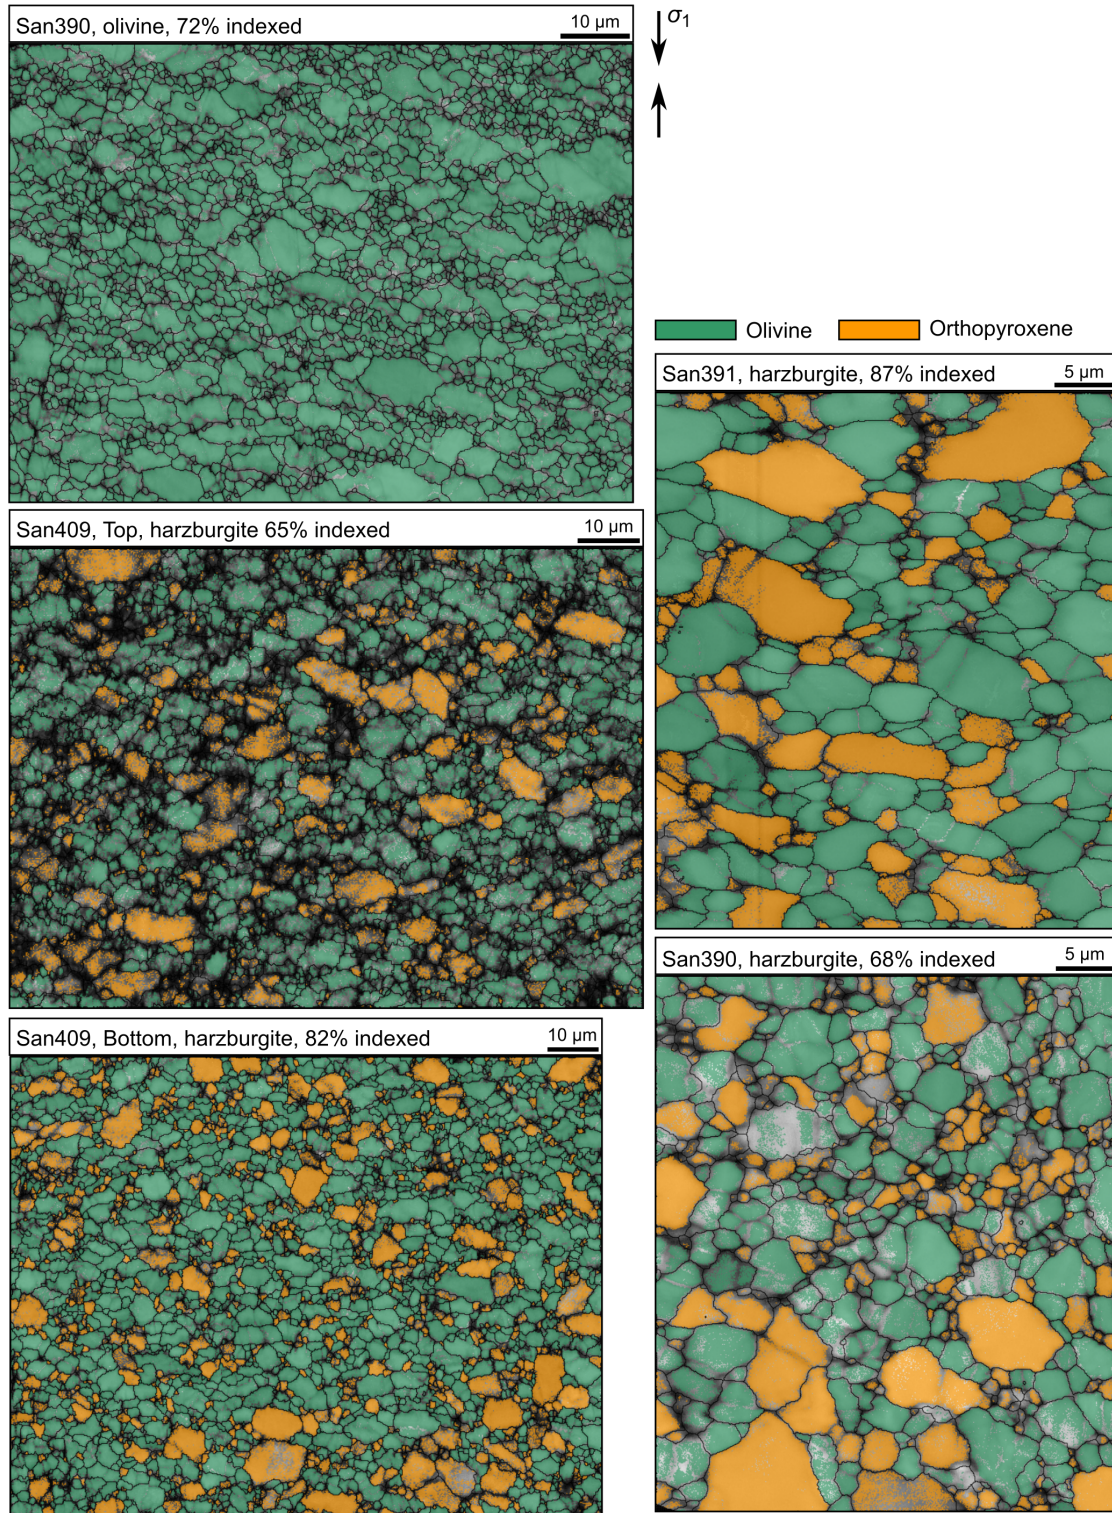 San390, olivine, 72% indexed
10 µm
σ1
Olivine
Orthopyroxene
San391, harzburgite, 87% indexed
5 µm
San409, Top, harzburgite 65% indexed
10 µm
San390, harzburgite, 68% indexed
5 µm
San409, Bottom, harzburgite, 82% indexed
10 µm